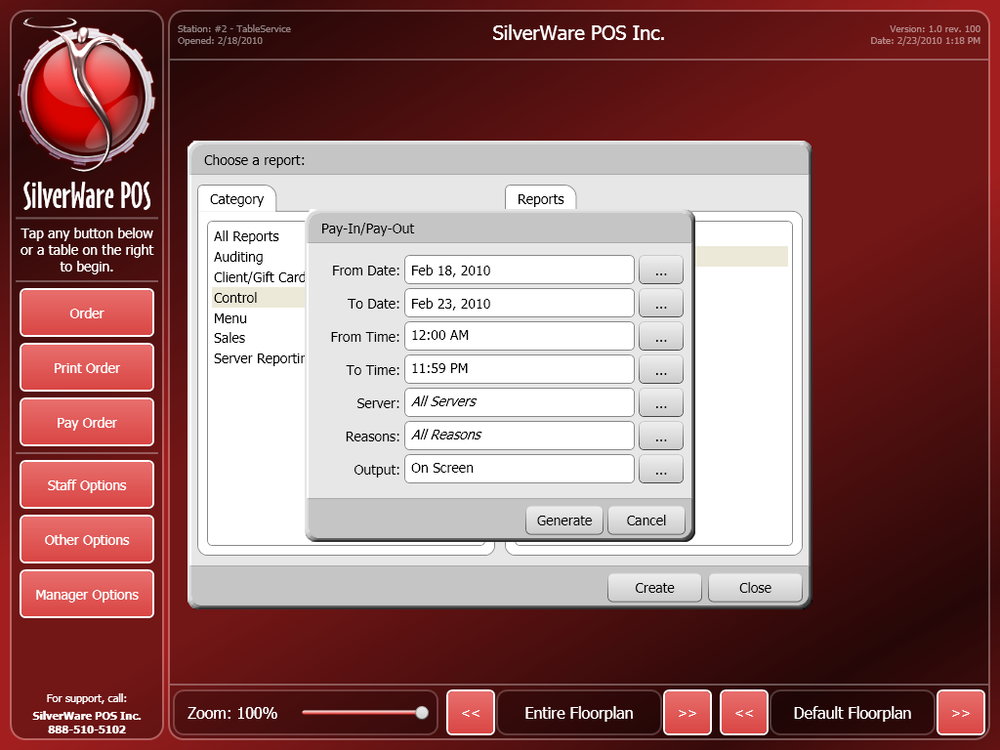 SilverWare POS
Tap any button below
or a table on the right
to begin.
Order
Print Order
Pay Order
Staff Options
Other Options
Manager Options
For support, call:
SilverWare POS Inc.
888-510-5102
Station: #2 - TableService
Opened: 2/18/2010
SilverWare POS Inc.
Version: 1.0 rev. 100
Date: 2/23/2010 1:18 PM
Choose a report:
Category
Reports
All Reports
Auditing
Client/Gift Card
Control
Menu
Sales
Server Reportin
Pay-In/Pay-Out
From Date: Feb 18, 2010 ...
To Date: Feb 23, 2010 ...
From Time: 12:00 AM ...
To Time: 11:59 PM ...
Server: All Servers ...
Reasons: All Reasons ...
Output: On Screen ...
Generate Cancel
Create Close
Zoom: 100% << Entire Floorplan >> << Default Floorplan >>